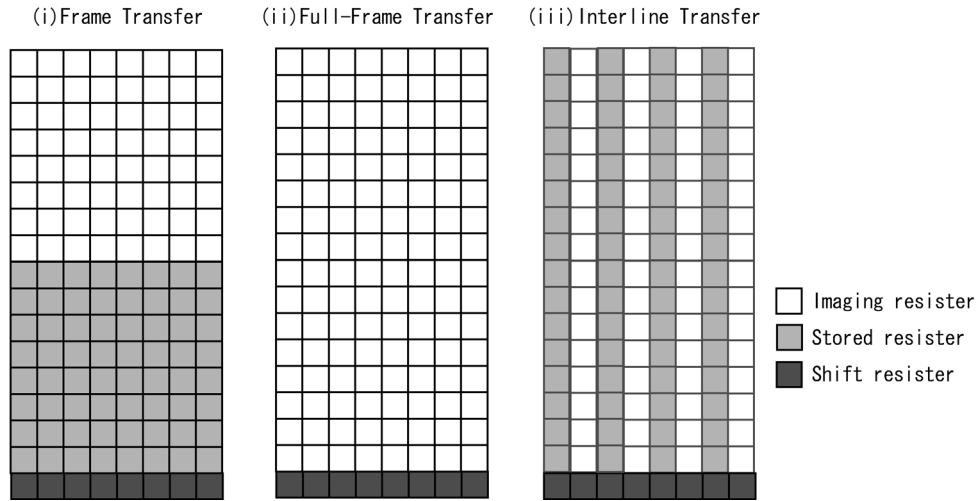 (i)Frame Transfer
(ii)Full-Frame Transfer
(iii)Interline Transfer
Imaging resister
Stored resister
Shift resister